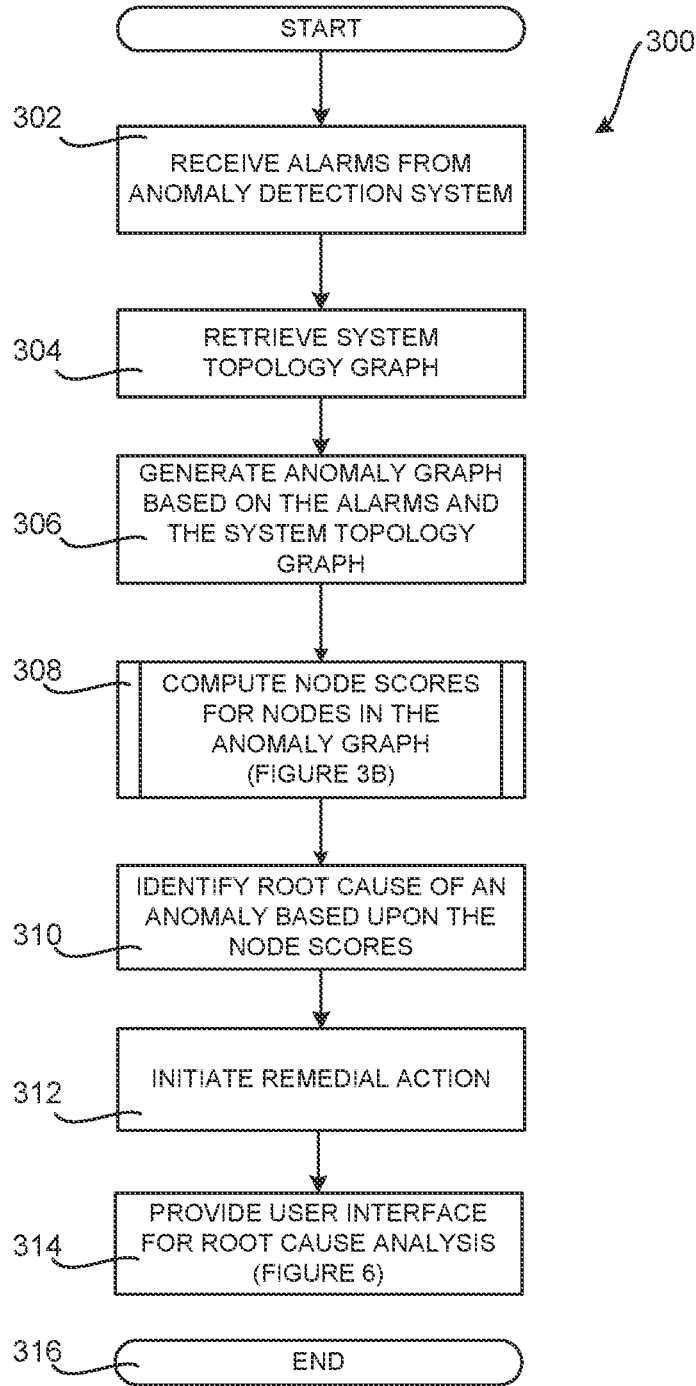 START
300
302
RECEIVE ALARMS FROM
ANOMALY DETECTION SYSTEM
304
RETRIEVE SYSTEM
TOPOLOGY GRAPH
306
GENERATE ANOMALY GRAPH
BASED ON THE ALARMS AND
THE SYSTEM TOPOLOGY
GRAPH
308
COMPUTE NODE SCORES
FOR NODES IN THE
ANOMALY GRAPH
(FIGURE 3B)
310
IDENTIFY ROOT CAUSE OF AN
ANOMALY BASED UPON THE
NODE SCORES
312
INITIATE REMEDIAL ACTION
314
PROVIDE USER INTERFACE
FOR ROOT CAUSE ANALYSIS
(FIGURE 6)
316
END